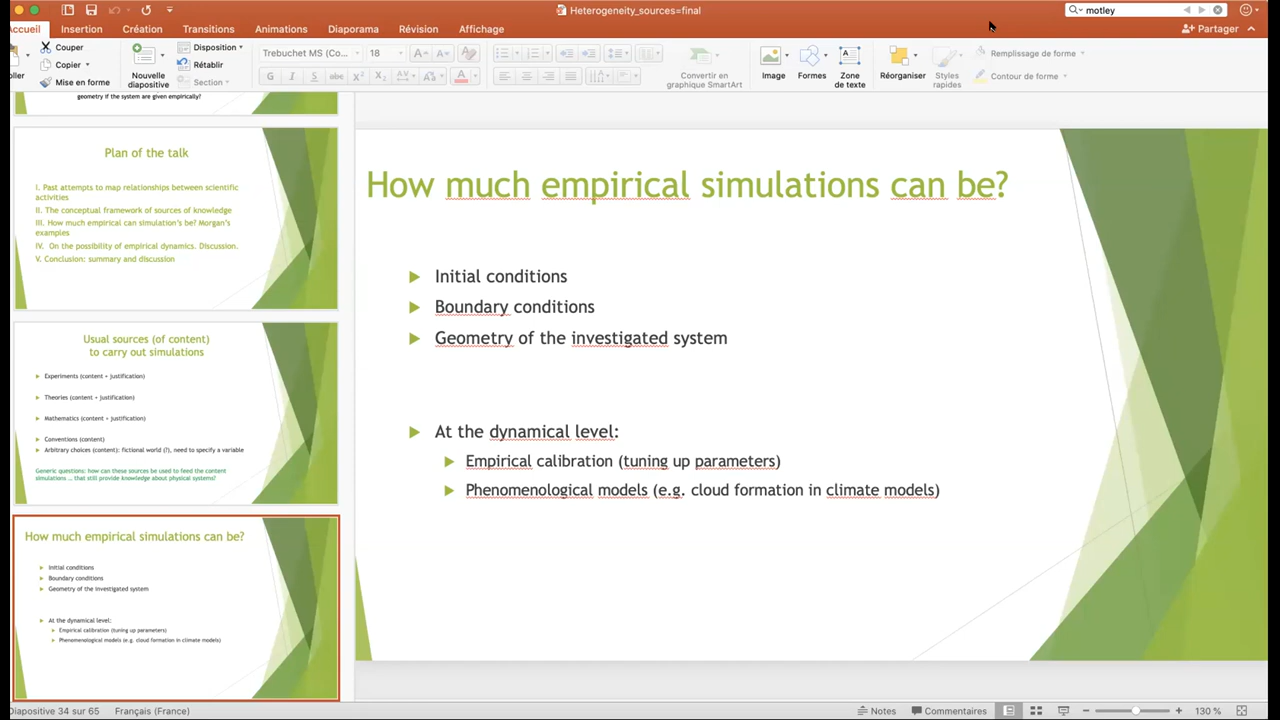 Heterogeneity_sources=final
motley
ccueil
Insertion
Création
Transitions
Animations
Diaporama
Révision
Affichage
Partager
oller
Couper
Copier
Mise en forme
Nouvelle
diapositive
Disposition
Rétablir
Section
Trebuchet MS (Co...
18
G I S abc X² X₂ AV Aa A
Convertir en
graphique SmartArt
Image
Formes
Zone
de texte
Réorganiser
Styles
rapides
Remplissage de forme
Contour de forme
geometry if the system are given empirically?
Plan of the talk
I. Past attempts to map relationships between scientific
activities
II. The conceptual framework of sources of knowledge
III. How much empirical can simulation's be? Morgan's
examples
IV. On the possibility of empirical dynamics. Discussion.
V. Conclusion: summary and discussion
Usual sources (of content)
to carry out simulations
Experiments (content + justification)
Theories (content + justification)
Mathematics (content + justification)
Conventions (content)
Arbitrary choices (content): fictional world (?), need to specify a variable
Generic questions: how can these sources be used to feed the content
simulations ... that still provide knowledge about physical systems?
How much empirical simulations can be?
Initial conditions
Boundary conditions
Geometry of the investigated system
At the dynamical level:
Empirical calibration (tuning up parameters)
Phenomenological models (e.g. cloud formation in climate models)
How much empirical simulations can be?
Initial conditions
Boundary conditions
Geometry of the investigated system
At the dynamical level:
Empirical calibration (tuning up parameters)
Phenomenological models (e.g. cloud formation in climate models)
Diapositive 34 sur 65
Français (France)
Notes
Commentaires
130 %